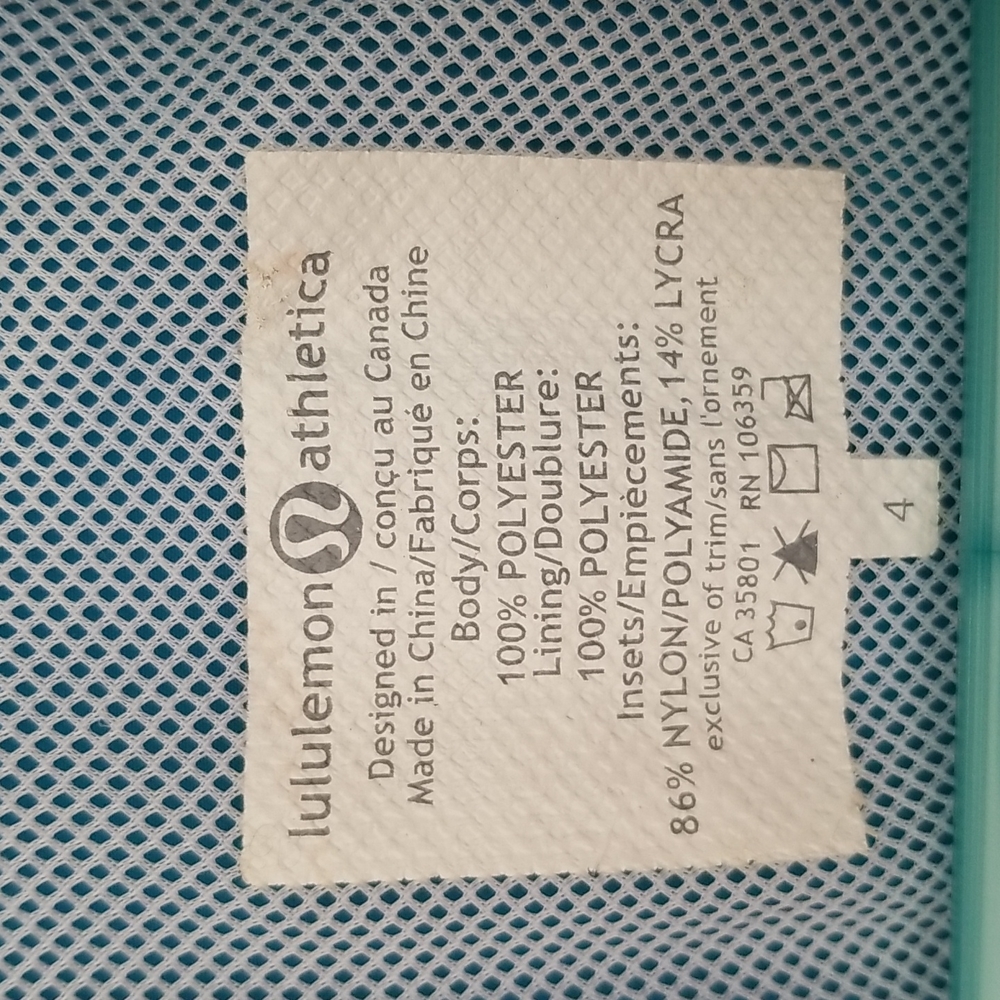 lululemon athletica
Designed in / conçu au Canada
Made in China/Fabriqué en Chine
Body/Corps:
100% POLYESTER
Lining/Doublure:
100% POLYESTER
Insets/Empiècements:
86% NYLON/POLYAMIDE, 14% LYCRA
exclusive of trim/sans l'ornement
CA 35801 RN 106359
4